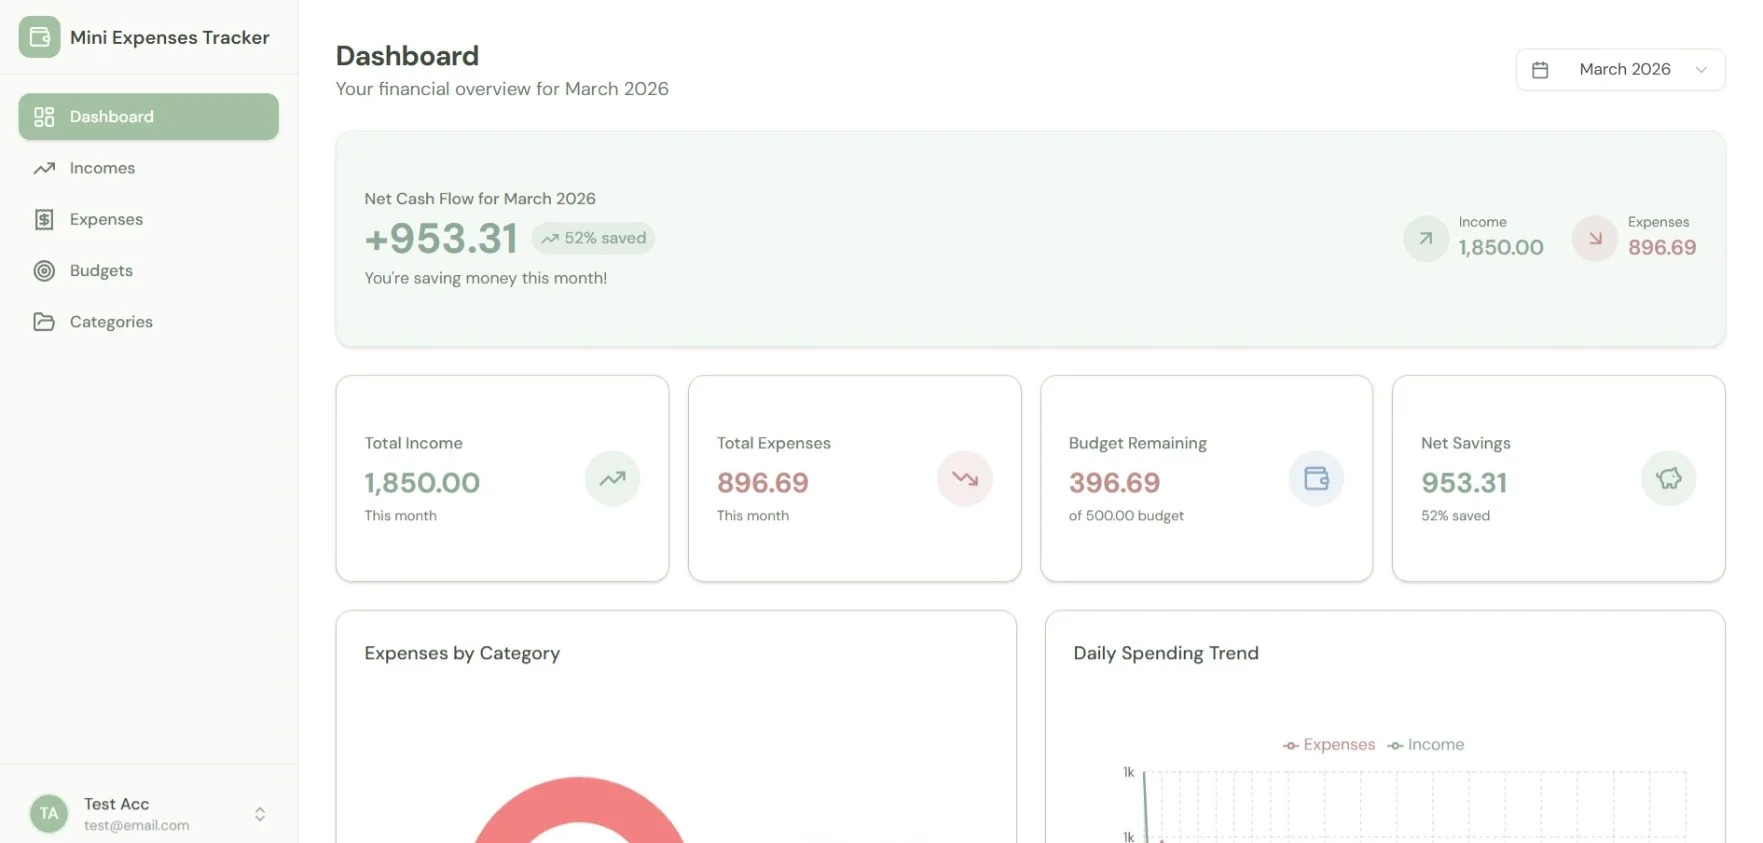 Mini Expenses Tracker
Dashboard
Incomes
Expenses
Budgets
Categories
TA
Test Acc
test@email.com
Dashboard
Your financial overview for March 2026
March 2026
Net Cash Flow for March 2026
+953.31
52% saved
You're saving money this month!
Income
1,850.00
Expenses
896.69
Total Income
1,850.00
This month
Total Expenses
896.69
This month
Budget Remaining
396.69
of 500.00 budget
Net Savings
953.31
52% saved
Expenses by Category
Daily Spending Trend
Expenses
Income
1k
1k